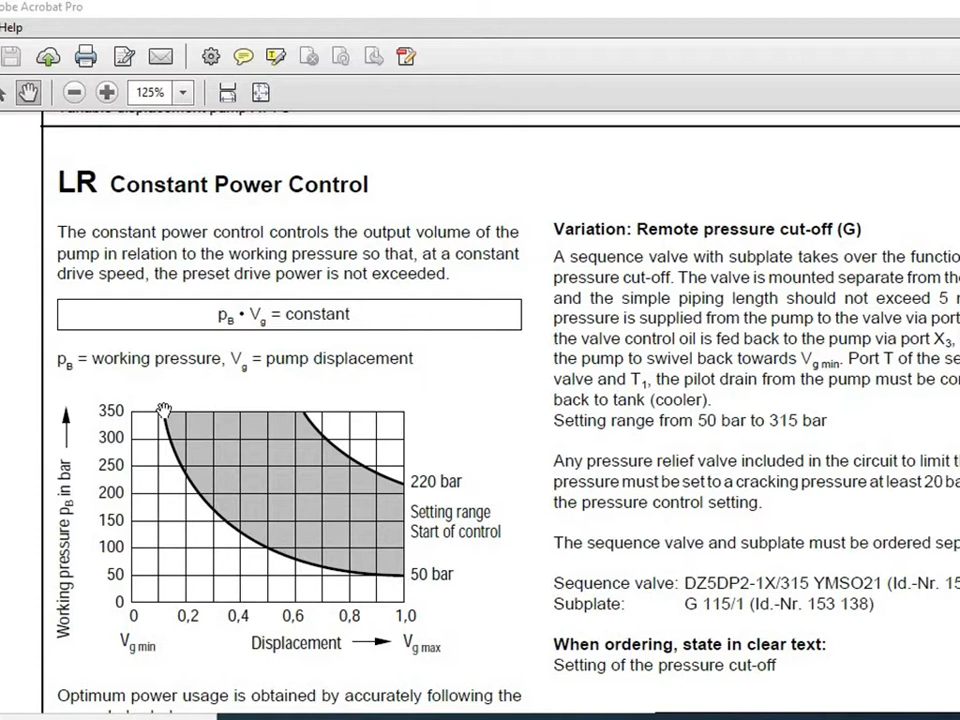 obe Acrobat Pro
Help
125%
LR Constant Power Control
The constant power control controls the output volume of the
pump in relation to the working pressure so that, at a constant
drive speed, the preset drive power is not exceeded.
pB • Vg = constant
pB = working pressure, Vg = pump displacement
Working pressure pB in bar
350
300
250
200
150
100
50
0
220 bar
Setting range
Start of control
50 bar
0 0,2 0,4 0,6 0,8 1,0
Vg min Displacement Vg max
Optimum power usage is obtained by accurately following the
Variation: Remote pressure cut-off (G)
A sequence valve with subplate takes over the functio
pressure cut-off. The valve is mounted separate from the
and the simple piping length should not exceed 5
pressure is supplied from the pump to the valve via port
the valve control oil is fed back to the pump via port X3,
the pump to swivel back towards Vg min. Port T of the se
valve and T1, the pilot drain from the pump must be co
back to tank (cooler).
Setting range from 50 bar to 315 bar
Any pressure relief valve included in the circuit to limit t
pressure must be set to a cracking pressure at least 20 ba
the pressure control setting.
The sequence valve and subplate must be ordered sep
Sequence valve: DZ5DP2-1X/315 YMSO21 (Id.-Nr. 15
Subplate: G 115/1 (Id.-Nr. 153 138)
When ordering, state in clear text:
Setting of the pressure cut-off